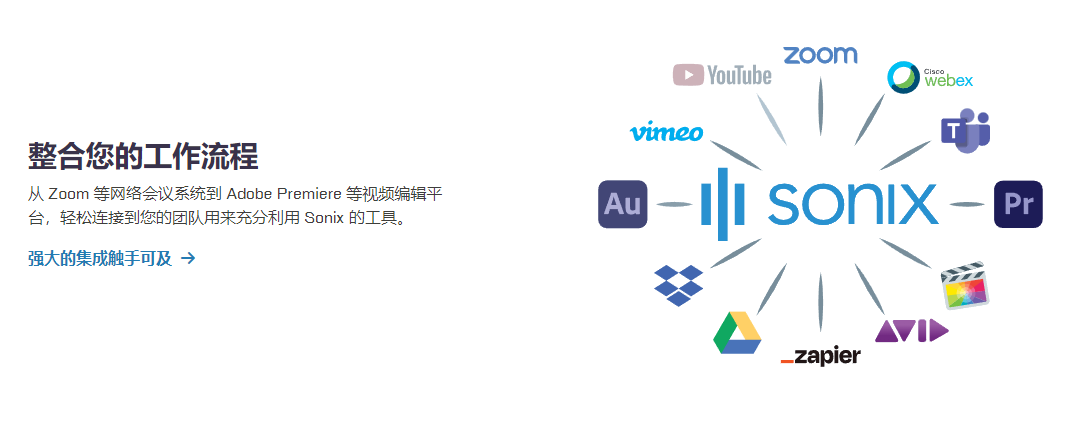 整合您的工作流程
从 Zoom 等网络会议系统到 Adobe Premiere 等视频编辑平
台，轻松连接到您的团队用来充分利用 Sonix 的工具。
强大的集成触手可及 →
zoom
YouTube
Cisco
webex
vimeo
T
Au
sonix
Pr
AVID
_zapier